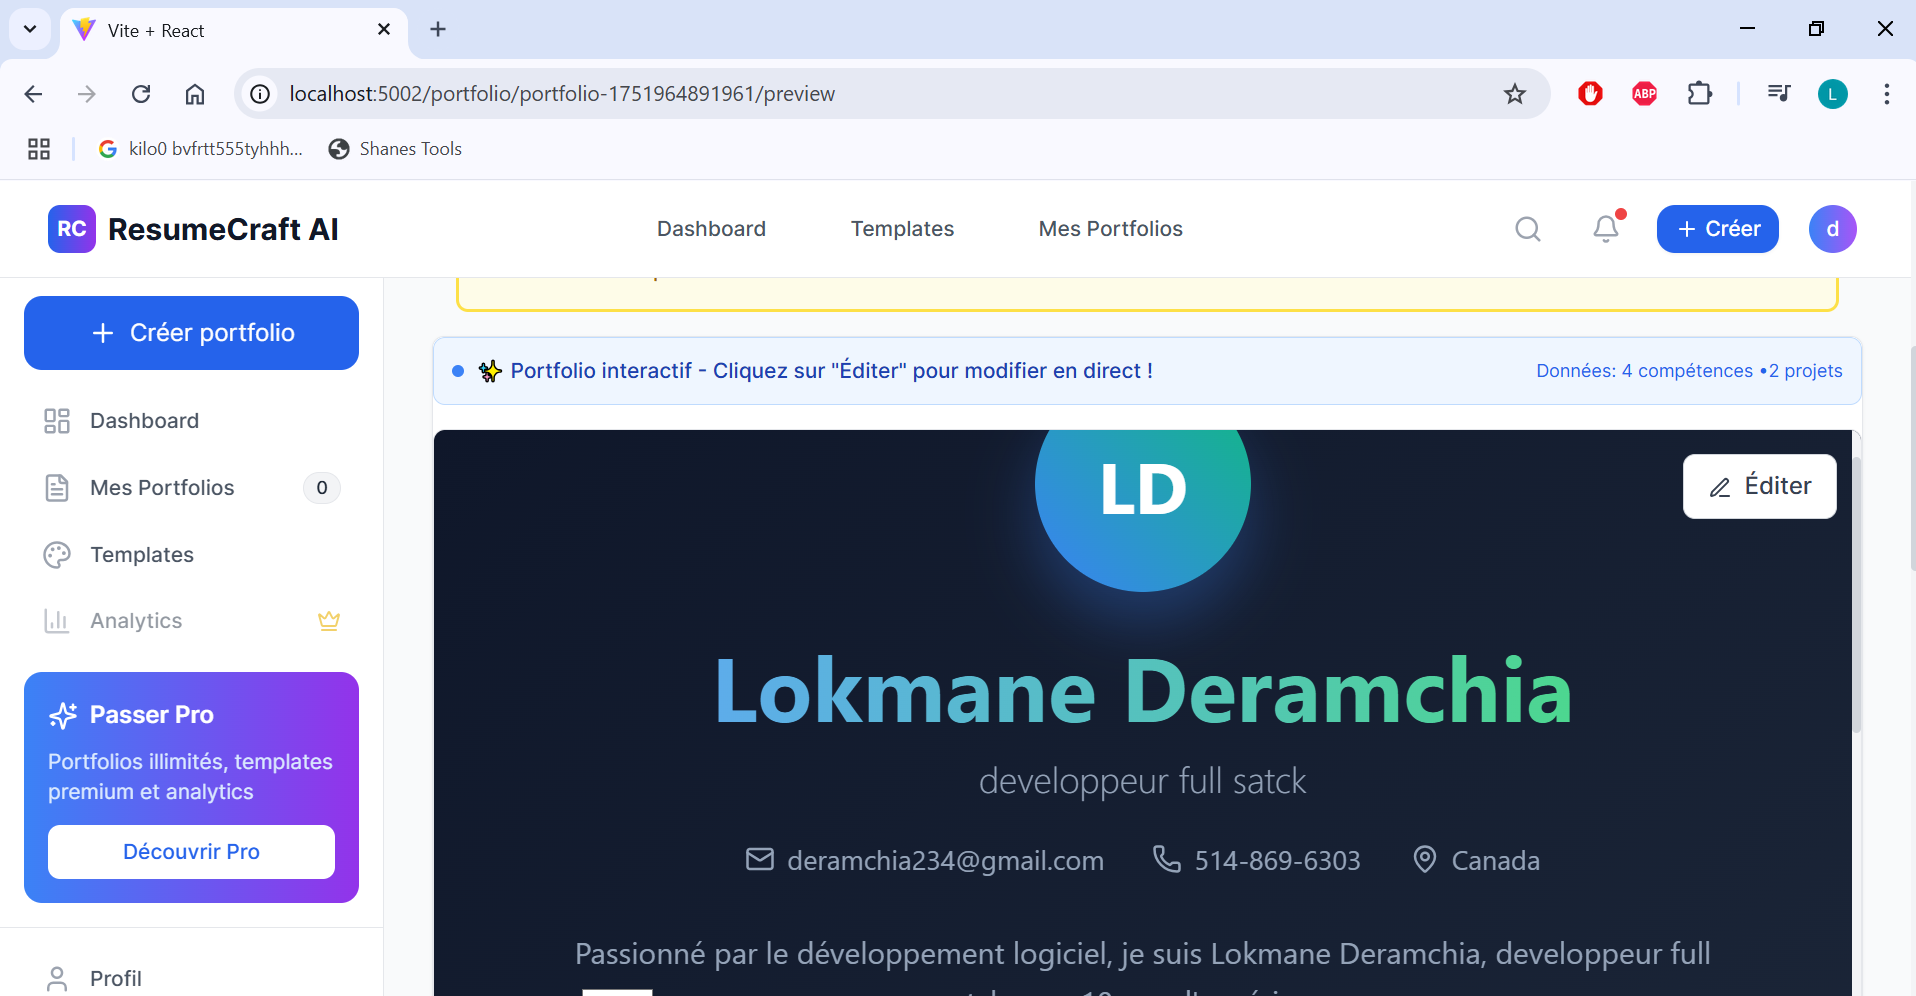 Vite + React
localhost:5002/portfolio/portfolio-1751964891961/preview
ABP
L
kilo0 bvfrtt555tyhhh...
Shanes Tools
RC ResumeCraft AI
Dashboard
Templates
Mes Portfolios
+ Créer
d
+ Créer portfolio
Dashboard
Mes Portfolios 0
Templates
Analytics
Passer Pro
Portfolios illimités, templates
premium et analytics
Découvrir Pro
Profil
✨ Portfolio interactif - Cliquez sur "Éditer" pour modifier en direct !
Données: 4 compétences •2 projets
LD
Éditer
Lokmane Deramchia
developpeur full satck
deramchia234@gmail.com
514-869-6303
Canada
Passionné par le développement logiciel, je suis Lokmane Deramchia, developpeur full